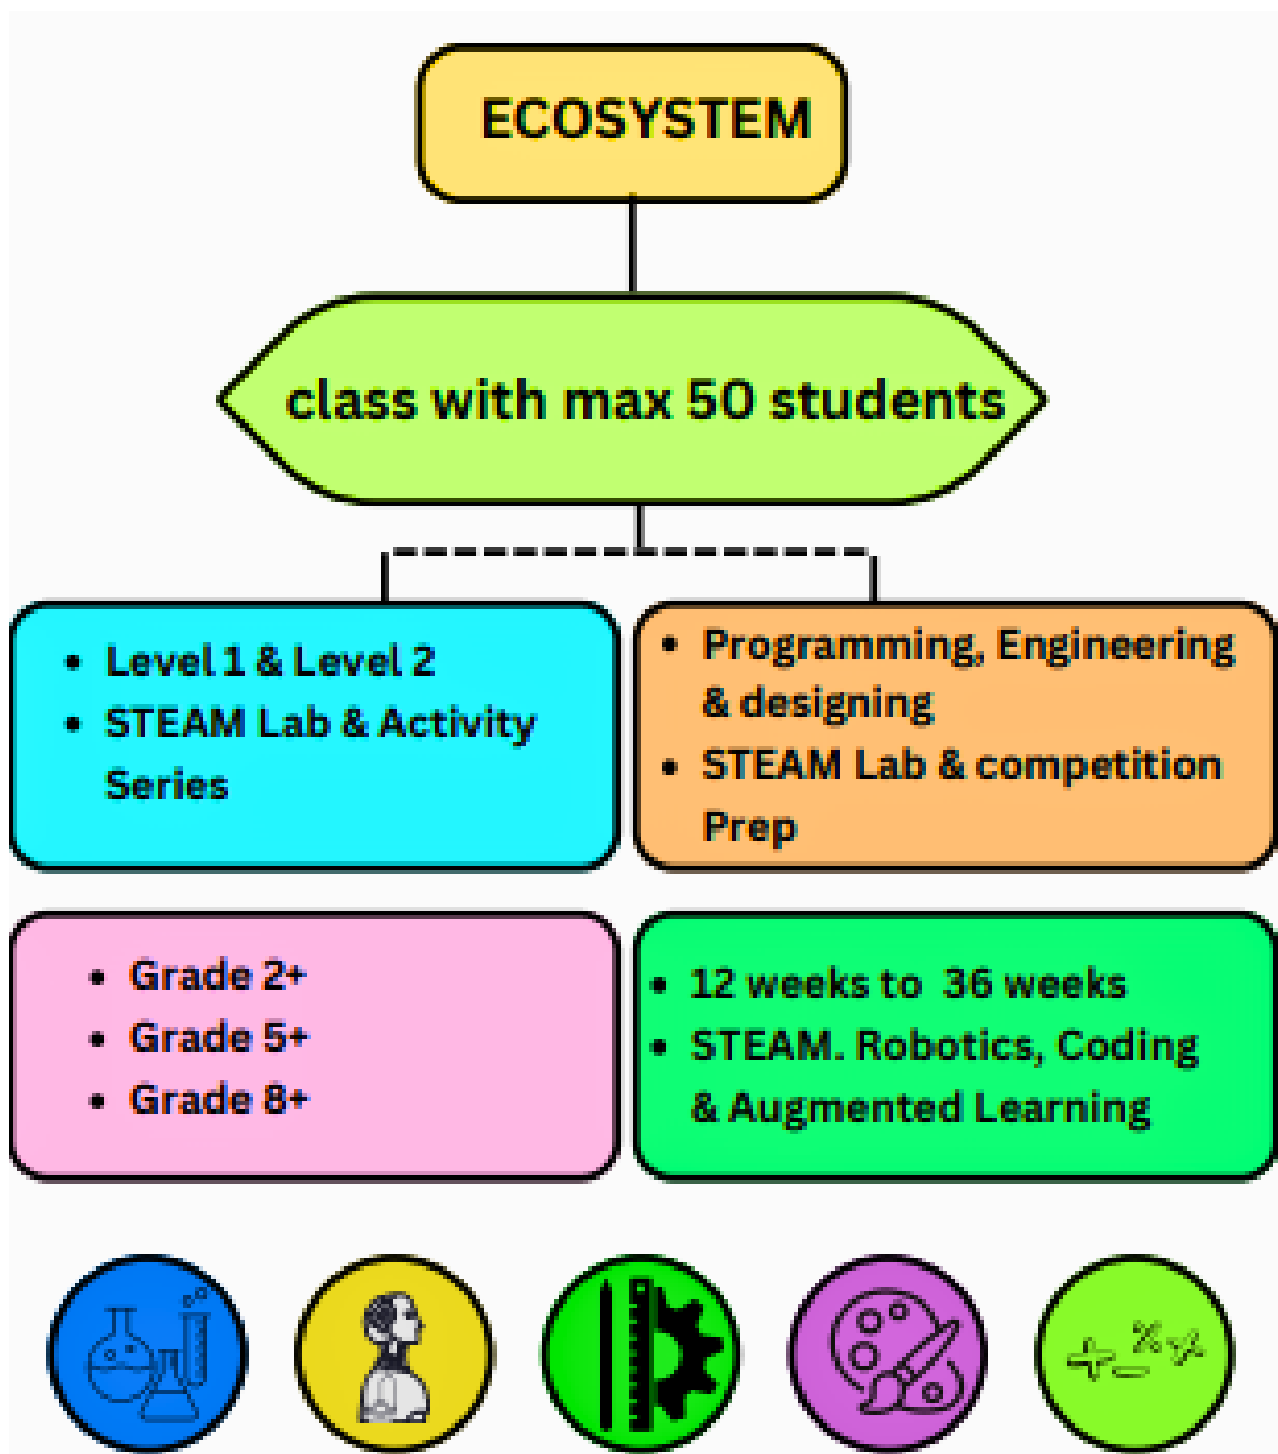 ECOSYSTEM
class with max 50 students
• Level 1 & Level 2
• STEAM Lab & Activity
Series
• Programming, Engineering
& designing
• STEAM Lab & competition
Prep
• Grade 2+
• Grade 5+
• Grade 8+
• 12 weeks to  36 weeks
• STEAM. Robotics, Coding
& Augmented Learning